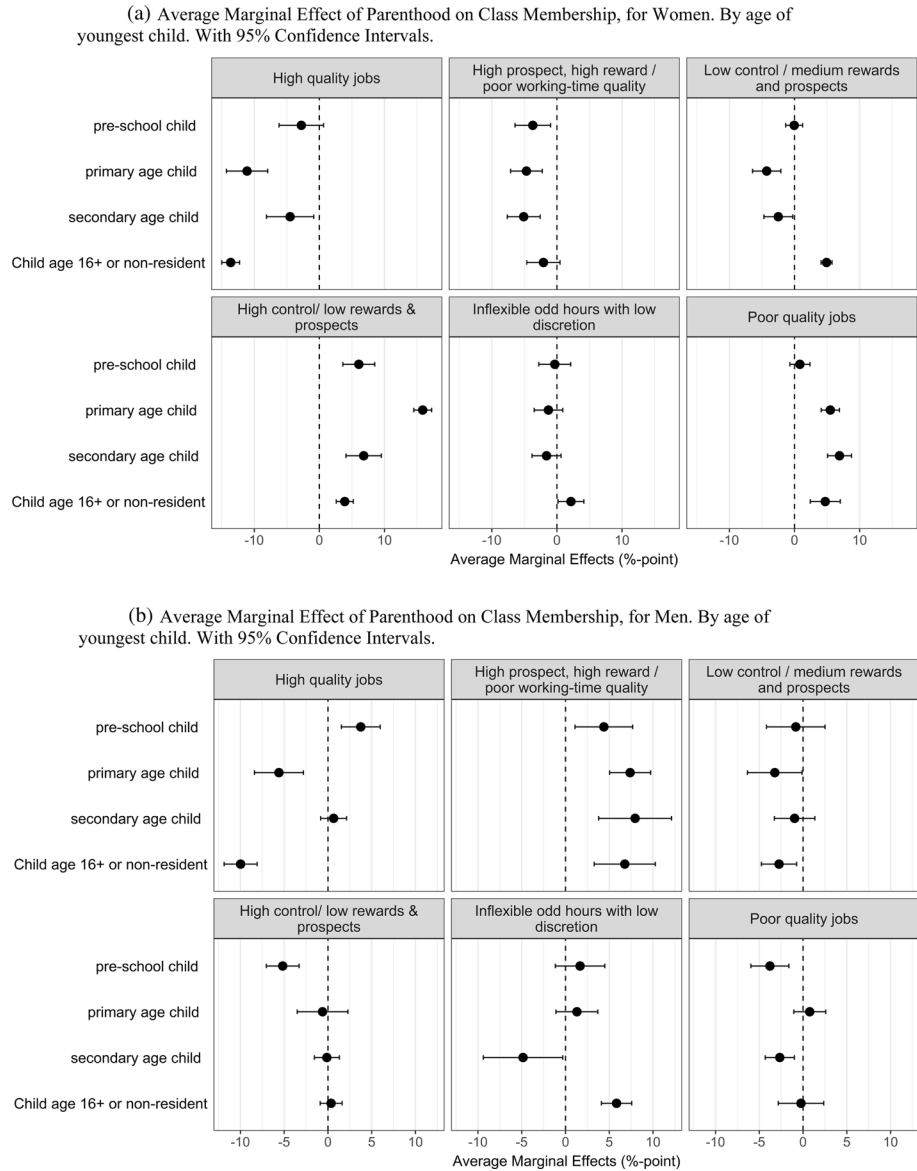 (a) Average Marginal Effect of Parenthood on Class Membership, for Women. By age of
youngest child. With 95% Confidence Intervals.
High quality jobs
High prospect, high reward /
poor working-time quality
Low control / medium rewards
and prospects
pre-school child
primary age child
secondary age child
Child age 16+ or non-resident
High control/ low rewards &
prospects
Inflexible odd hours with low
discretion
Poor quality jobs
pre-school child
primary age child
secondary age child
Child age 16+ or non-resident
-10 0 10 -10 0 10 -10 0 10
Average Marginal Effects (%-point)
(b) Average Marginal Effect of Parenthood on Class Membership, for Men. By age of
youngest child. With 95% Confidence Intervals.
High quality jobs
High prospect, high reward /
poor working-time quality
Low control / medium rewards
and prospects
pre-school child
primary age child
secondary age child
Child age 16+ or non-resident
High control/ low rewards &
prospects
Inflexible odd hours with low
discretion
Poor quality jobs
pre-school child
primary age child
secondary age child
Child age 16+ or non-resident
-10 -5 0 5 10 -10 -5 0 5 10 -10 -5 0 5 10
Average Marginal Effects (%-point)